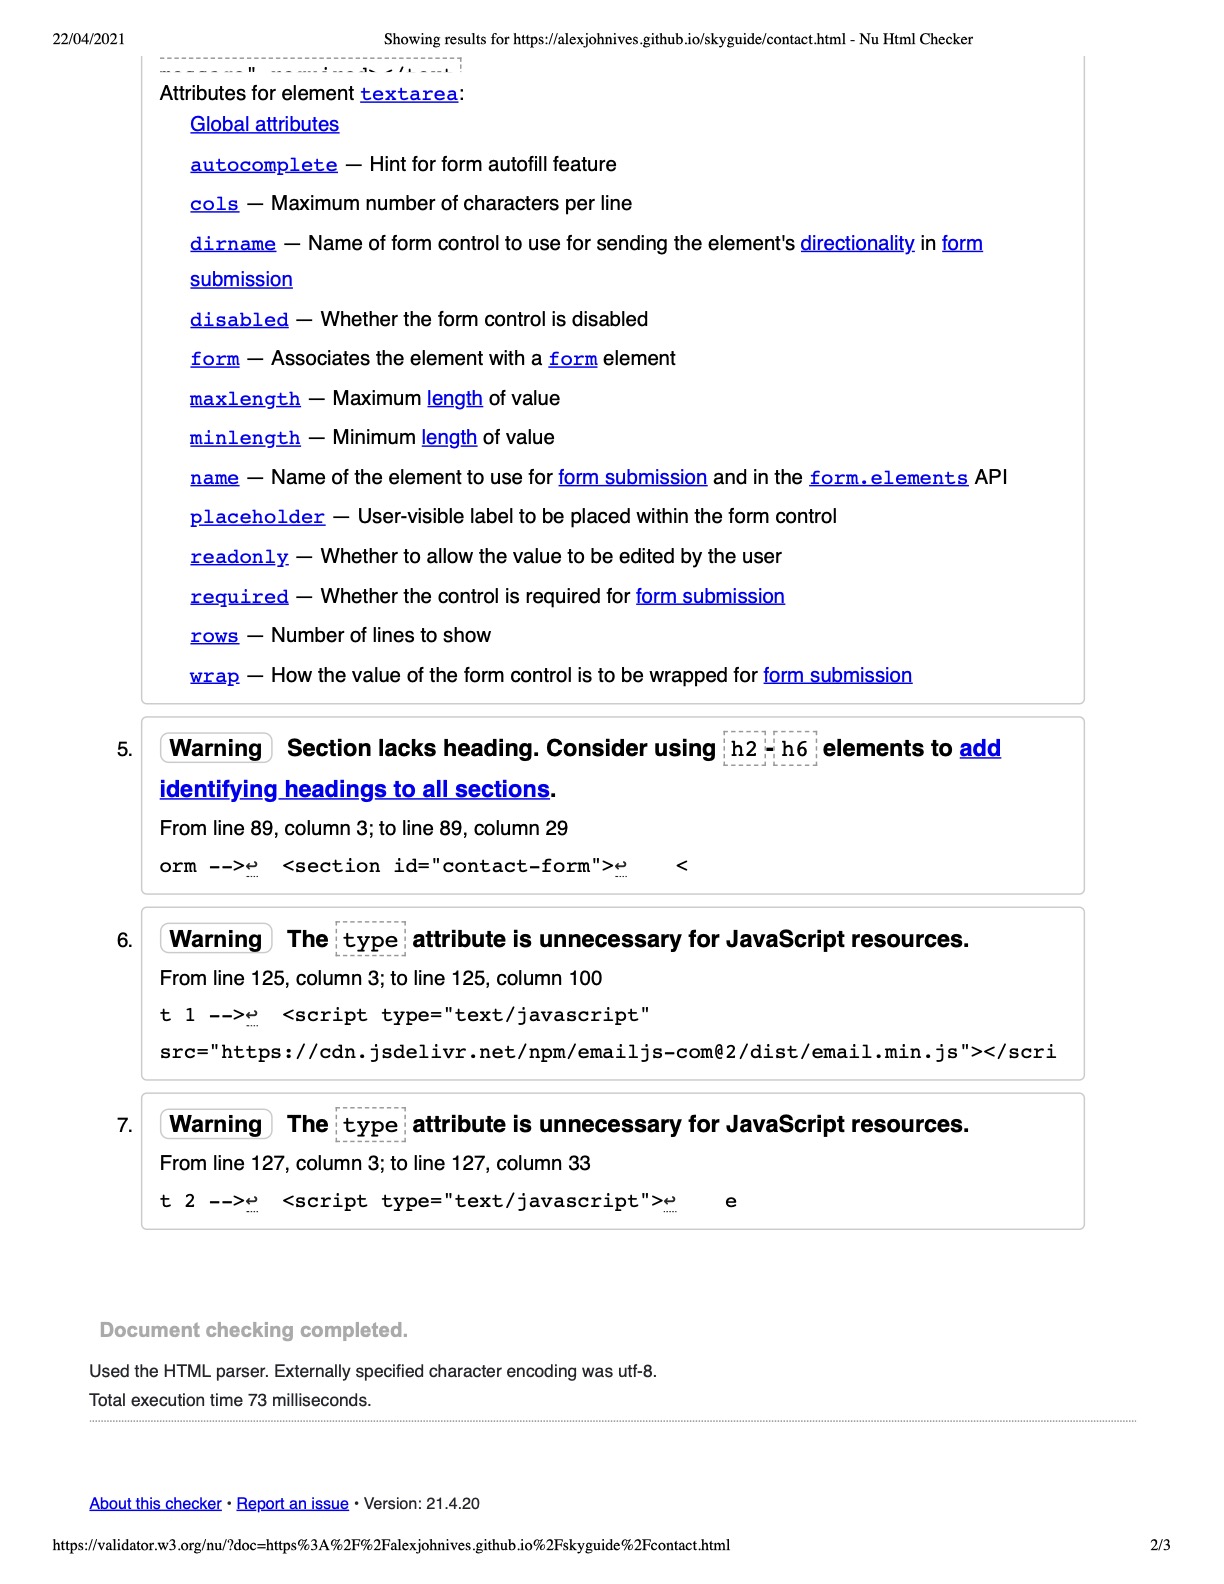 22/04/2021 Showing results for https://alexjohnives.github.io/skyguide/contact.html - Nu Html Checker
Attributes for element textarea:
Global attributes
autocomplete — Hint for form autofill feature
cols — Maximum number of characters per line
dirname — Name of form control to use for sending the element's directionality in form
submission
disabled — Whether the form control is disabled
form — Associates the element with a form element
maxlength — Maximum length of value
minlength — Minimum length of value
name — Name of the element to use for form submission and in the form.elements API
placeholder — User-visible label to be placed within the form control
readonly — Whether to allow the value to be edited by the user
required — Whether the control is required for form submission
rows — Number of lines to show
wrap — How the value of the form control is to be wrapped for form submission
5. Warning Section lacks heading. Consider using h2-h6 elements to add
identifying headings to all sections.
From line 89, column 3; to line 89, column 29
orm -->↩ <section id="contact-form">↩ <
6. Warning The type attribute is unnecessary for JavaScript resources.
From line 125, column 3; to line 125, column 100
t 1 -->↩ <script type="text/javascript"
src="https://cdn.jsdelivr.net/npm/emailjs-com@2/dist/email.min.js"></scri
7. Warning The type attribute is unnecessary for JavaScript resources.
From line 127, column 3; to line 127, column 33
t 2 -->↩ <script type="text/javascript">↩ e
Document checking completed.
Used the HTML parser. Externally specified character encoding was utf-8.
Total execution time 73 milliseconds.
About this checker • Report an issue • Version: 21.4.20
https://validator.w3.org/nu/?doc=https%3A%2F%2Falexjohnives.github.io%2Fskyguide%2Fcontact.html 2/3